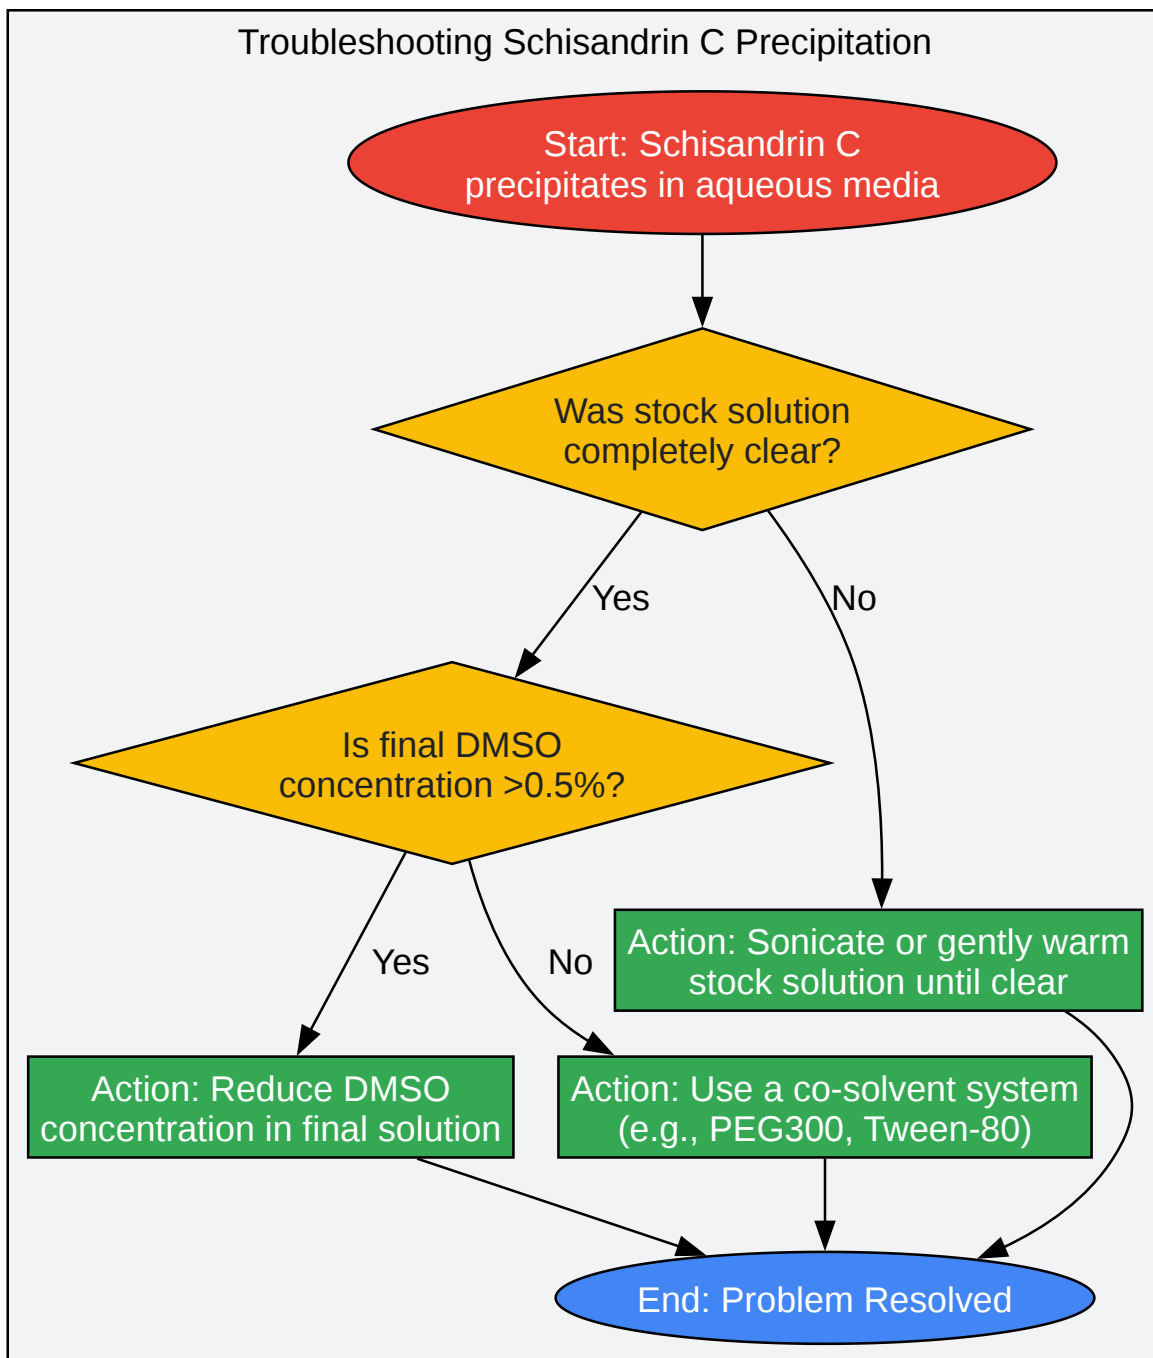 Troubleshooting Schisandrin C Precipitation
Start: Schisandrin C
precipitates in aqueous media
Was stock solution
completely clear?
Yes
No
Is final DMSO
concentration >0.5%?
Yes
No
Action: Sonicate or gently warm
stock solution until clear
Action: Reduce DMSO
concentration in final solution
Action: Use a co-solvent system
(e.g., PEG300, Tween-80)
End: Problem Resolved